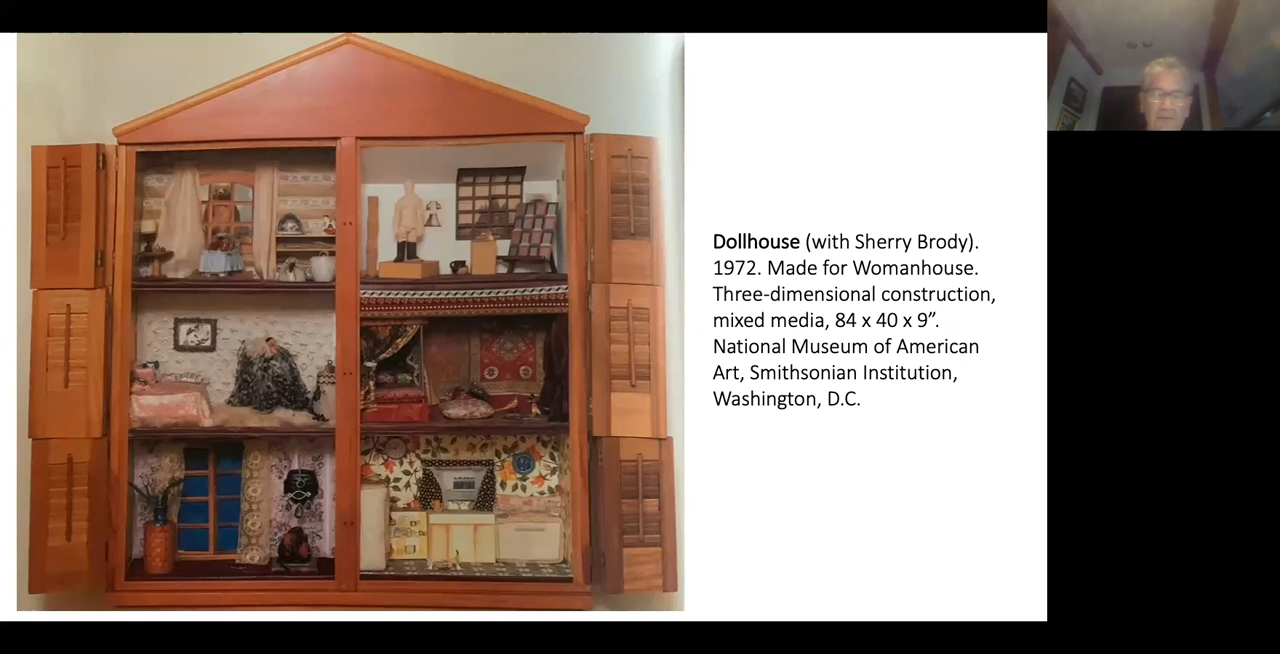 Dollhouse (with Sherry Brody).
1972. Made for Womanhouse.
Three-dimensional construction,
mixed media, 84 x 40 x 9”.
National Museum of American
Art, Smithsonian Institution,
Washington, D.C.